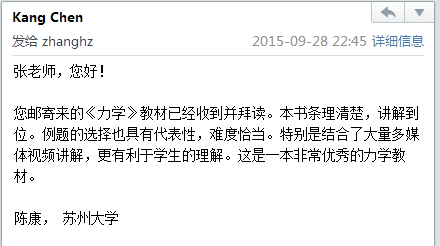 Kang Chen
发给 zhanghz
2015-09-28 22:45 详细信息
张老师，您好！
您邮寄来的《力学》教材已经收到并拜读。本书条理清楚，讲解到
位。例题的选择也具有代表性，难度恰当。特别是结合了大量多媒
体视频讲解，更有利于学生的理解。这是一本非常优秀的力学教
材。
陈康， 苏州大学